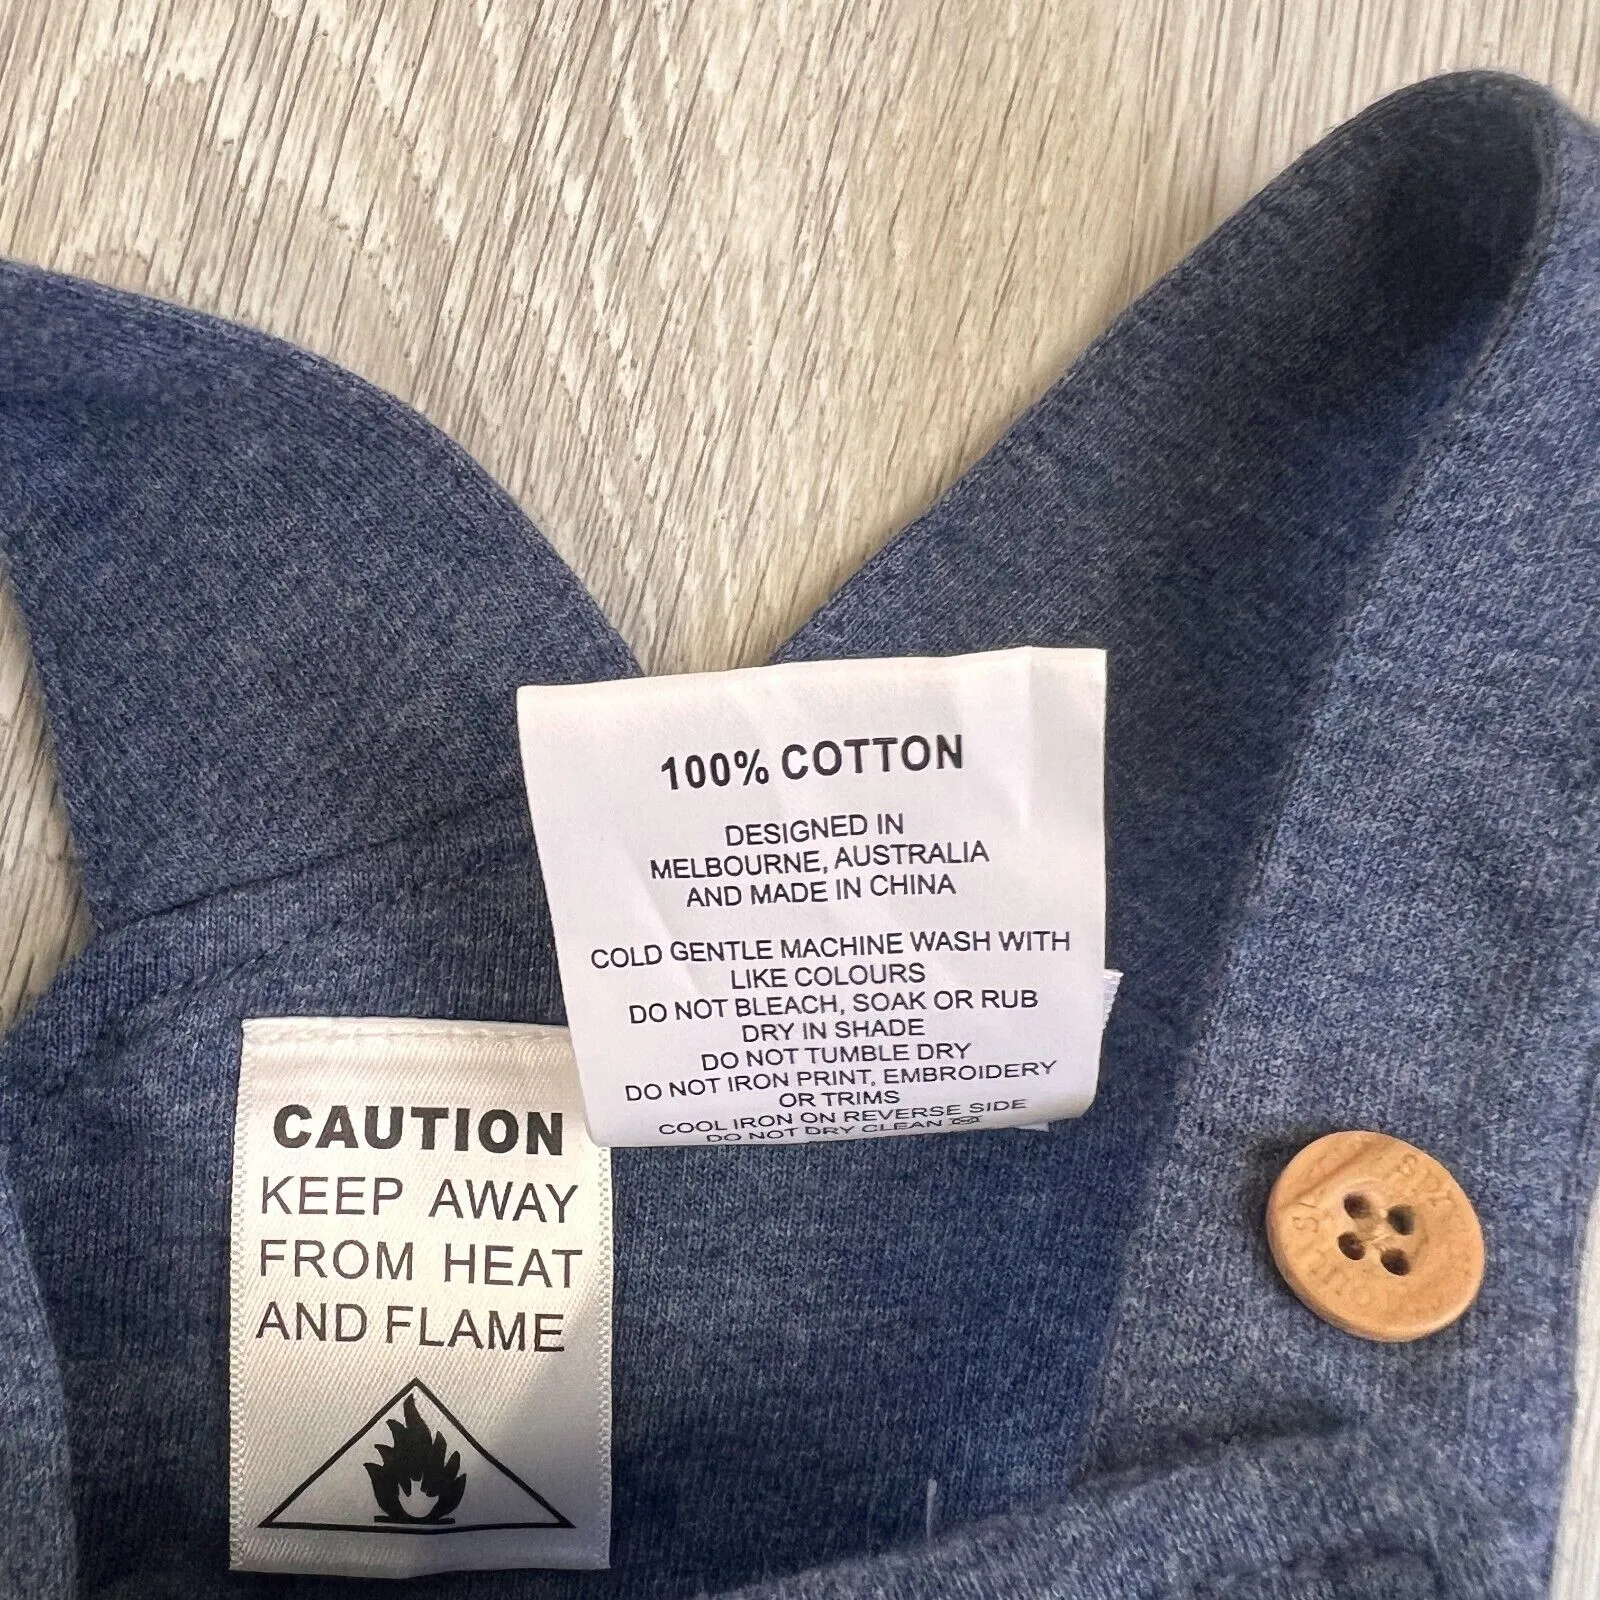 100% COTTON
DESIGNED IN
MELBOURNE, AUSTRALIA
AND MADE IN CHINA
COLD GENTLE MACHINE WASH WITH
LIKE COLOURS
DO NOT BLEACH, SOAK OR RUB
DRY IN SHADE
DO NOT TUMBLE DRY
DO NOT IRON PRINT, EMBROIDERY
OR TRIMS
COOL IRON ON REVERSE SIDE
DO NOT DRY CLEAN
CAUTION
KEEP AWAY
FROM HEAT
AND FLAME